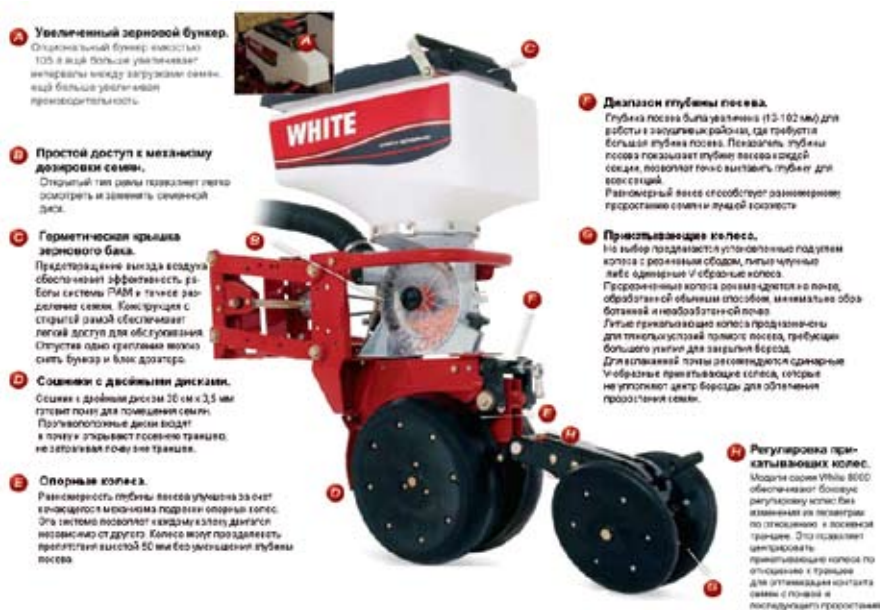 A Увеличенный зерновой бункер.
Опциональный бункер емкостью
105 л ещё больше увеличивает
интервалы между загрузками семян,
ещё больше увеличивая
производительность.
A
WHITE
C
B Простой доступ к механизму
дозировки семян.
Открытый тип рамы позволяет легко
осмотреть и заменить семенной
диск.
C Герметическая крышка
зернового бака.
Предотвращение выхода воздуха
обеспечивает эффективность ра-
боты системы РАМ и точное раз-
деление семян. Конструкция с
открытой рамой обеспечивает
легкий доступ для обслуживания.
Отпустив одно крепление можно
снять бункер и блок дозатора.
D Сошники с двойными дисками.
Сошник с двойным диском 38 см x 3,5 мм
готовит почву для помещения семян.
Противоположные диски входят
в почву и открывают посевную траншею,
не затрагивая почву вне траншеи.
E Опорные колеса.
Равномерность глубины посева улучшена за счет
качающегося механизма подвески опорных колес.
Эта система позволяет каждому колесу двигаться
независимо от другого. Колеса могут преодолевать
препятствия высотой 50 мм без уменьшения глубины
посева.
B
F
E
H
D
G
F Диапазон глубины посева.
Глубина посева была увеличена (13-102 мм) для
работы в засушливых районах, где требуется
большая глубина посева. Показатель глубины
посева показывает глубину посева каждой
секции, позволяет точно выставить глубину для
всех секций.
Равномерный посев способствует равномерному
проростанию семян и лучшей всхожести
G Прикатывающие колеса.
На выбор предлагаются установленные под углом
колеса с резиновым ободом, литые чугунные
либо одинарные V-образные колеса.
Прорезиненные колеса рекомендуются на почве,
обработанной обычным способом, минимально обра-
ботанной и необработанной почве.
Литые прикатывающие колеса предназначены
для тяжелых условий прямого посева, требующих
большего усилия для закрытия борозд.
Для вспаханной почвы рекомендуются одинарные
V-образные прикатывающие колеса, которые
не уплотняют центр борозды для облегчения
проростания семян.
H Регулировка при-
катывающих колес.
Модели серии White 8000
обеспечивают боковую
регулировку колес без
изменения их геометрии
по отношению к посевной
траншее. Это позволяет
центрировать
прикатывающие колеса по
отношению к траншее
для оптимизации контакта
семян с почвой и
последующего проростания